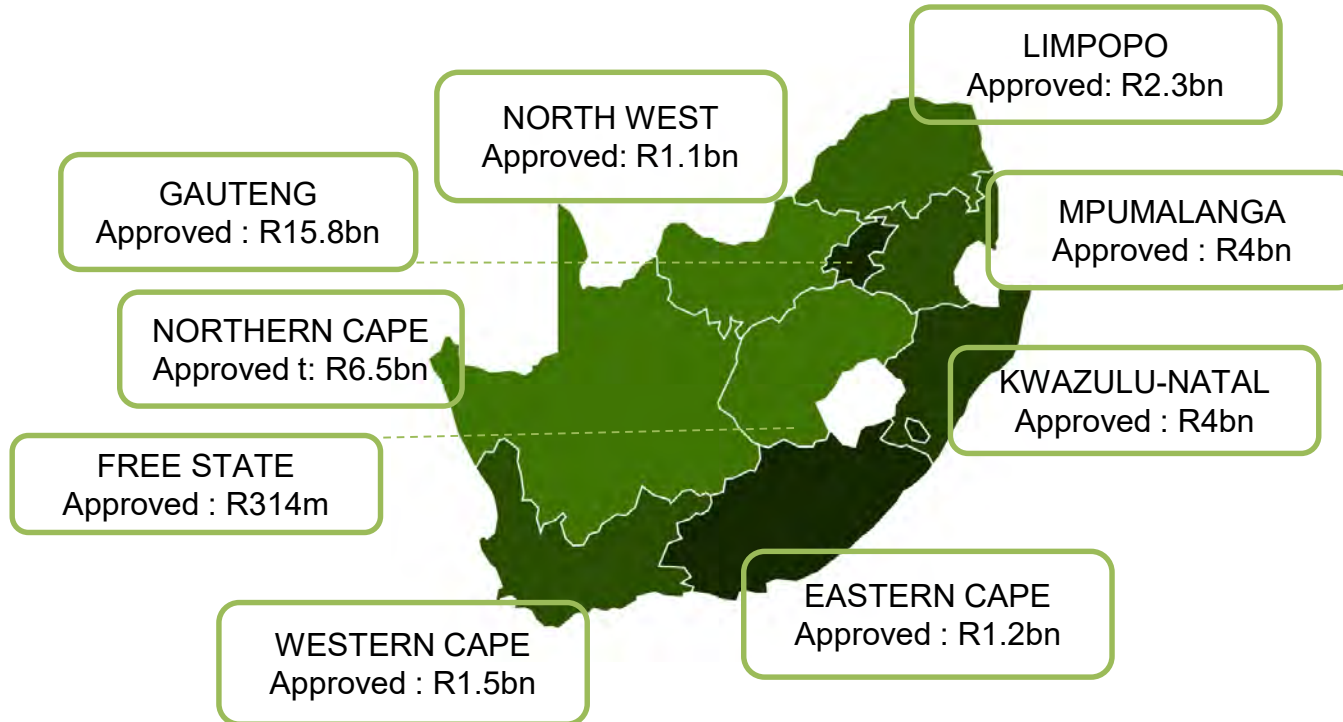 LIMPOPO
Approved: R2.3bn
NORTH WEST
Approved: R1.1bn
GAUTENG
Approved : R15.8bn
MPUMALANGA
Approved : R4bn
NORTHERN CAPE
Approved t: R6.5bn
KWAZULU-NATAL
Approved : R4bn
FREE STATE
Approved : R314m
EASTERN CAPE
Approved : R1.2bn
WESTERN CAPE
Approved : R1.5bn